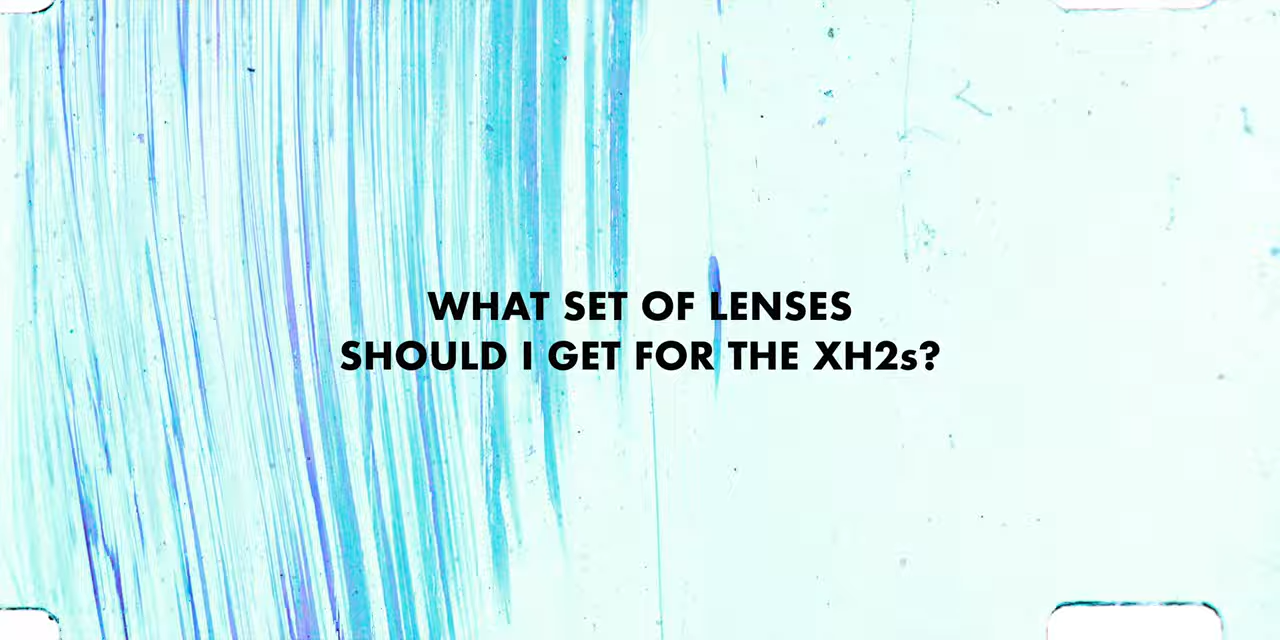 WHAT SET OF LENSES
SHOULD I GET FOR THE XH2s?